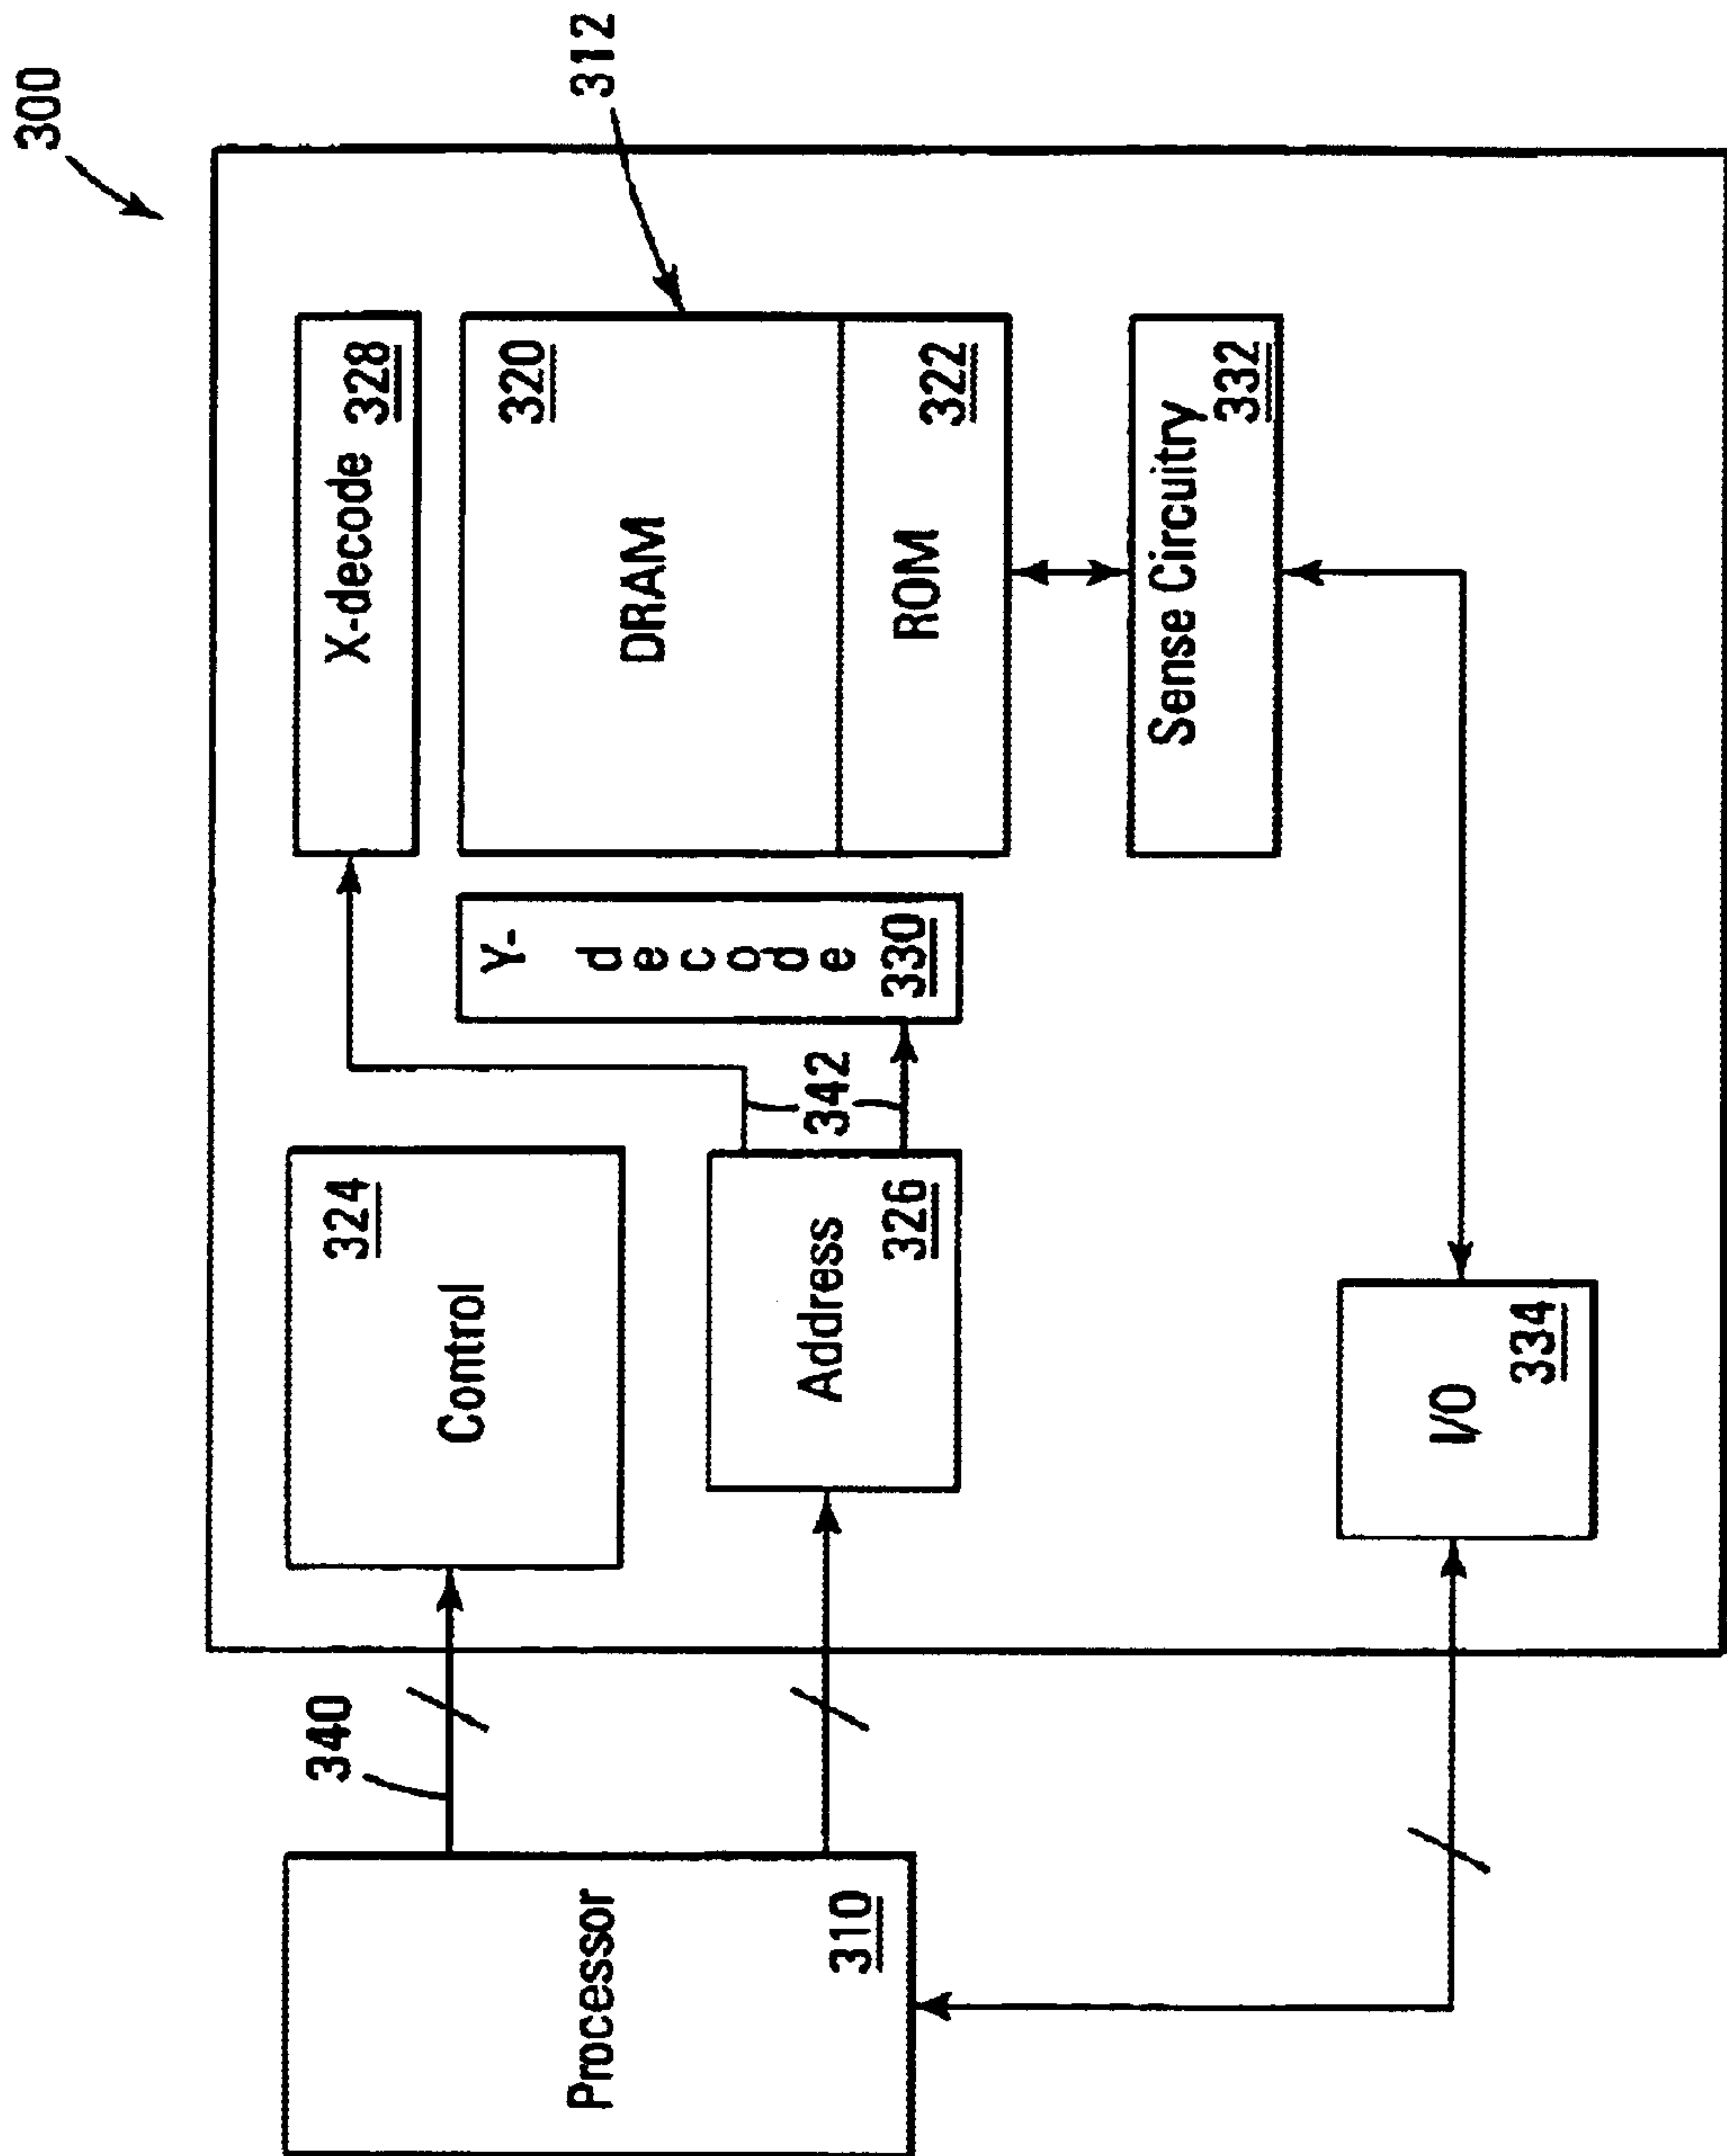 300
312
Processor
310
340
Control
324
Address
326
342
X-decode 328
Y-
d
e
c
o
d
e
330
DRAM
320
ROM
322
Sense Circuitry
332
I/O
334